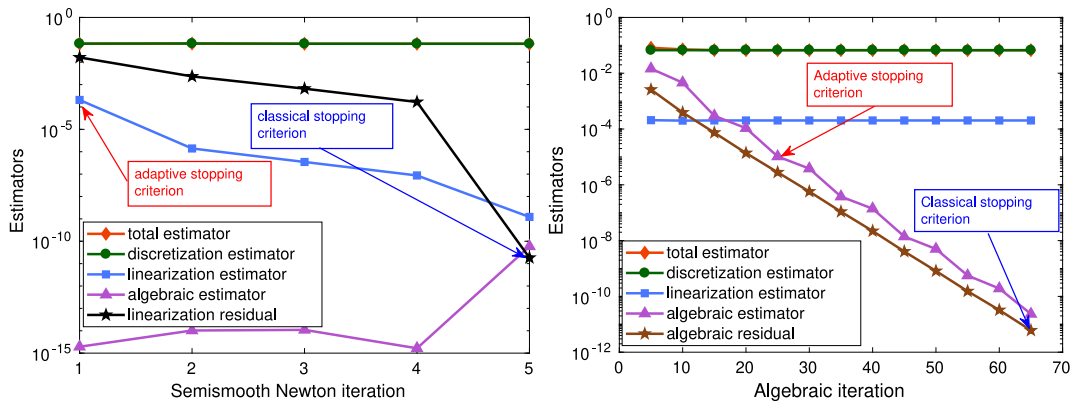 10^0
10^-5
10^-10
10^-15
Estimators
adaptive stopping
criterion
classical stopping
criterion
total estimator
discretization estimator
linearization estimator
algebraic estimator
linearization residual
1
2
3
4
5
Semismooth Newton iteration
10^0
10^-2
10^-4
10^-6
10^-8
10^-10
10^-12
Estimators
Adaptive stopping
criterion
Classical stopping
criterion
total estimator
discretization estimator
linearization estimator
algebraic estimator
algebraic residual
0
10
20
30
40
50
60
70
Algebraic iteration